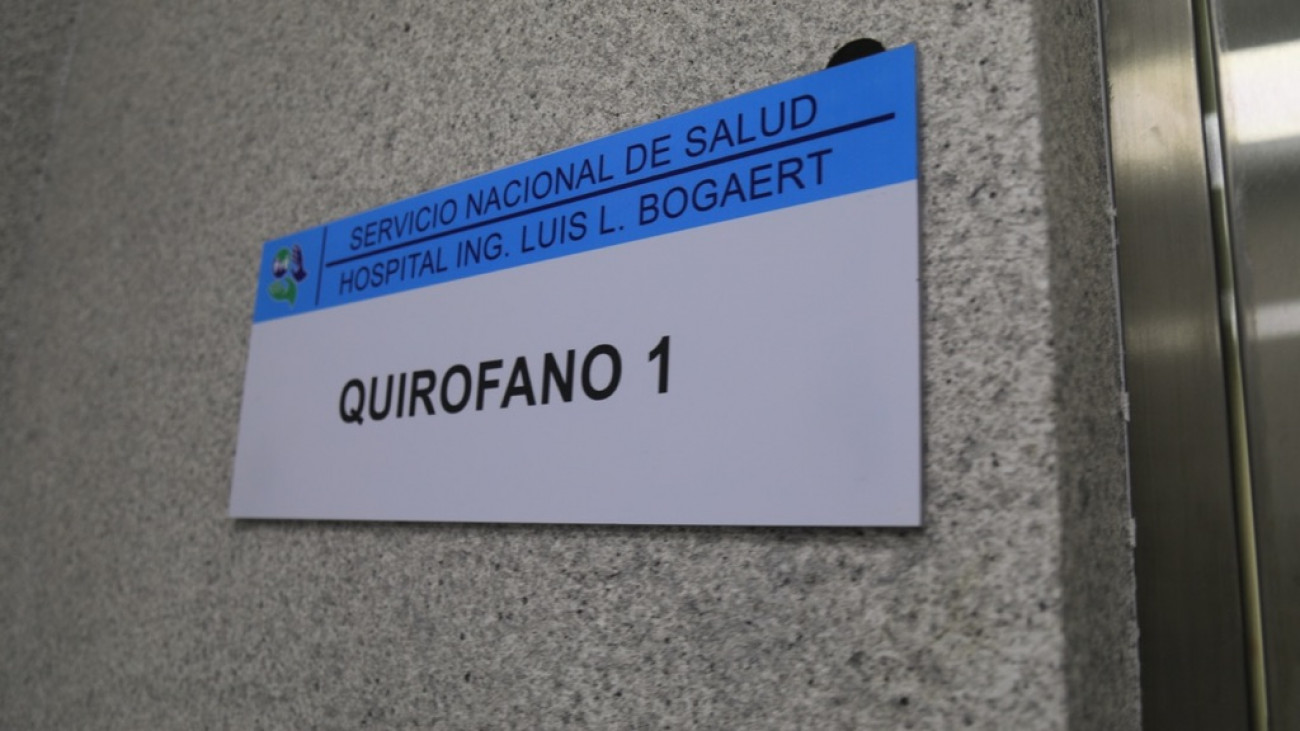 SERVICIO NACIONAL DE SALUD
HOSPITAL ING. LUIS L. BOGAERT
QUIROFANO 1